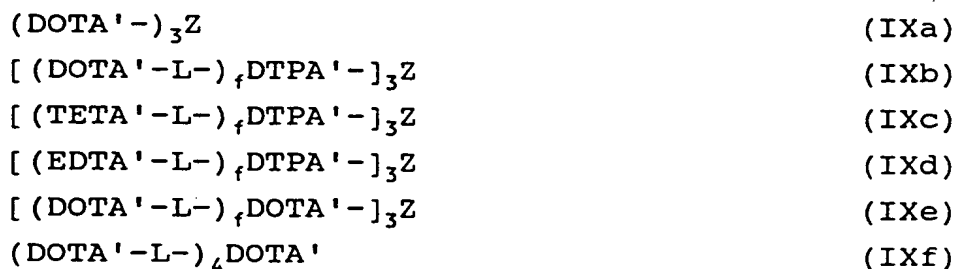 (DOTA'-)₃Z (IXa)
[(DOTA'-L-)fDTPA'-]₃Z (IXb)
[(TETA'-L-)fDTPA'-]₃Z (IXc)
[(EDTA'-L-)fDTPA'-]₃Z (IXd)
[(DOTA'-L-)fDOTA'-]₃Z (IXe)
(DOTA'-L-)₄DOTA' (IXf)